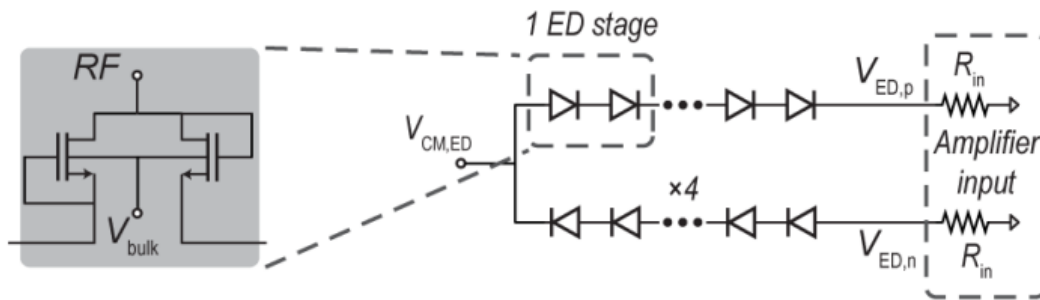 1 ED stage
RF
V_ED,p
R_in
V_CM,ED
Amplifier
input
×4
V_bulk
V_ED,n
R_in